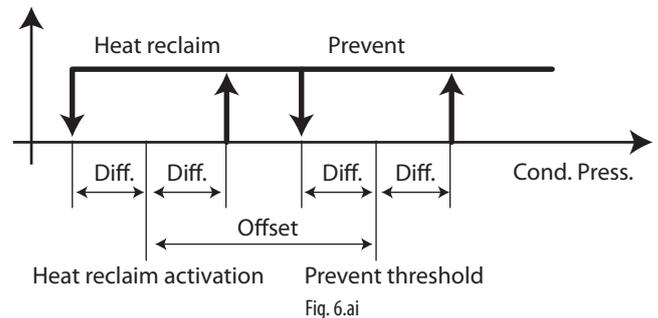 Heat reclaim Prevent
Diff. Diff. Diff. Diff. Cond. Press.
Offset
Heat reclaim activation Prevent threshold
Fig. 6.ai